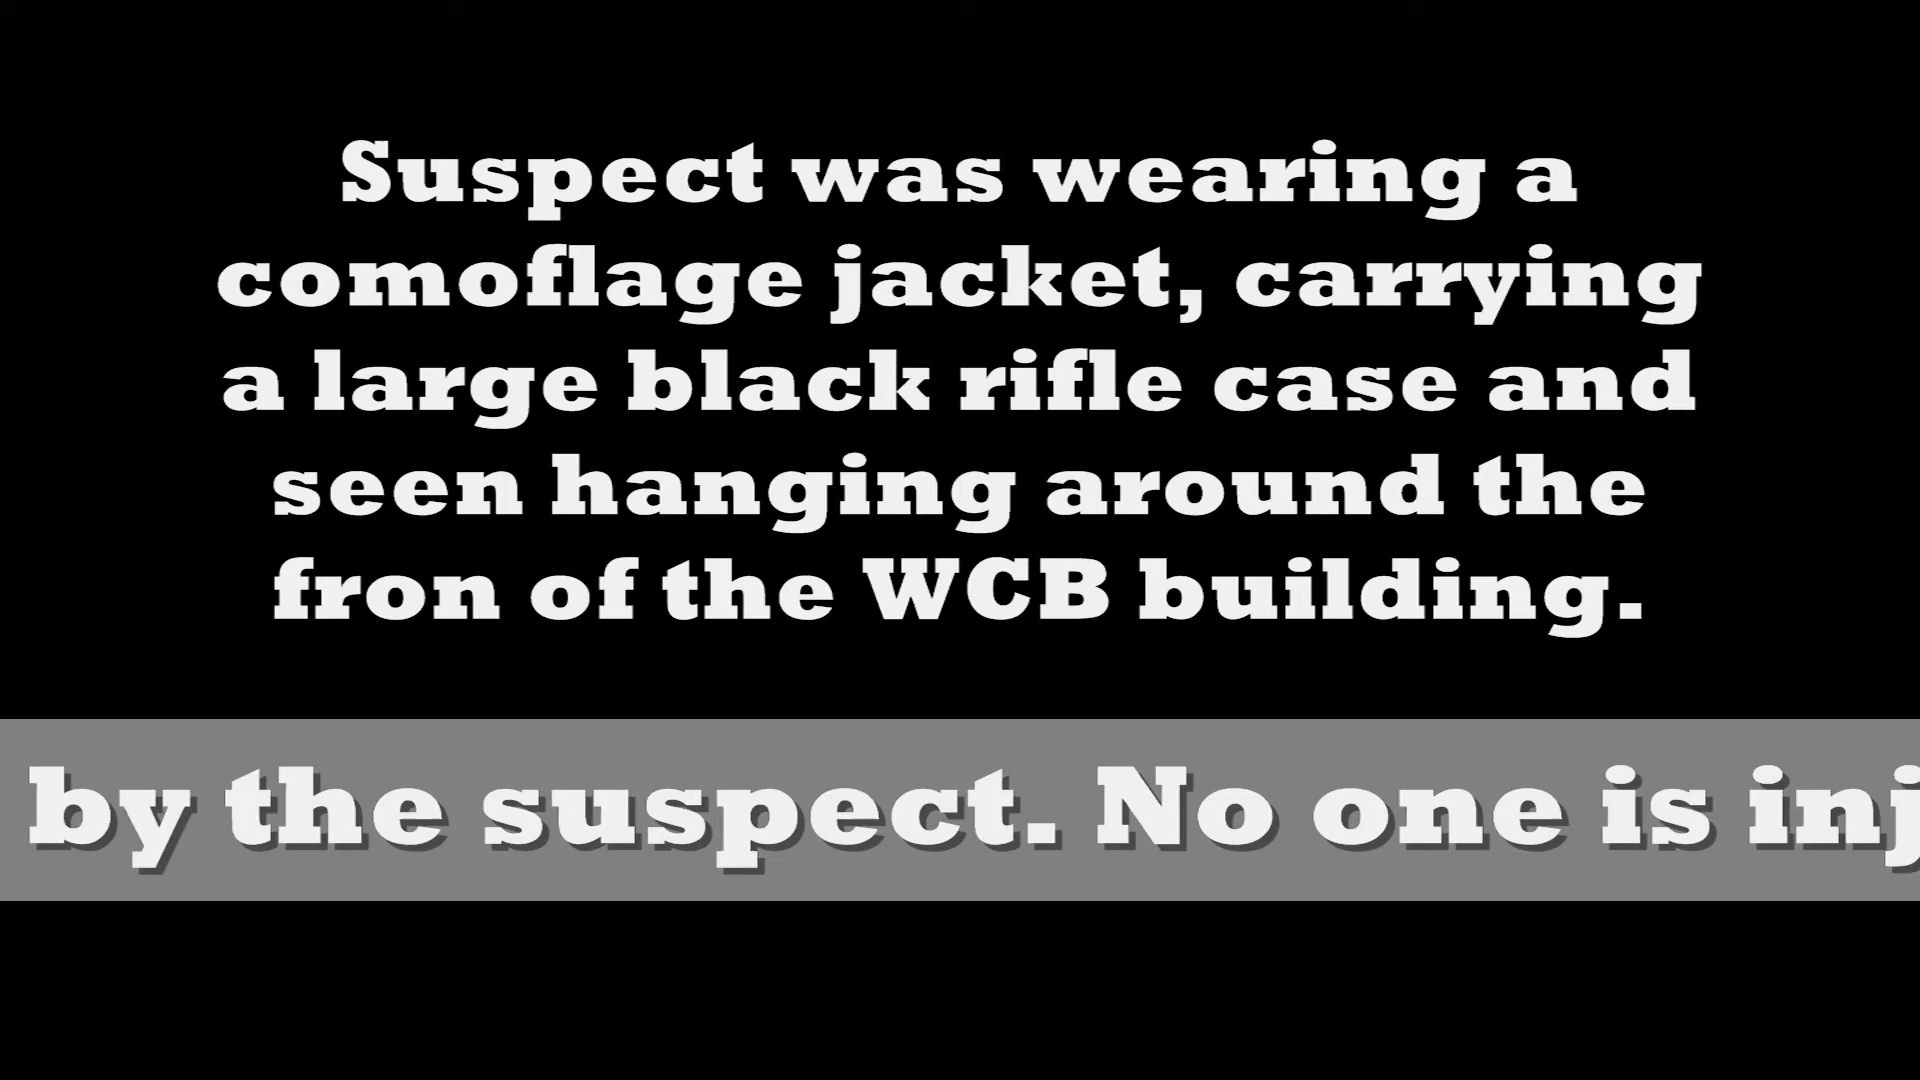 Suspect was wearing a
comoflage jacket, carrying
a large black rifle case and
seen hanging around the
fron of the WCB building.
by the suspect. No one is inj